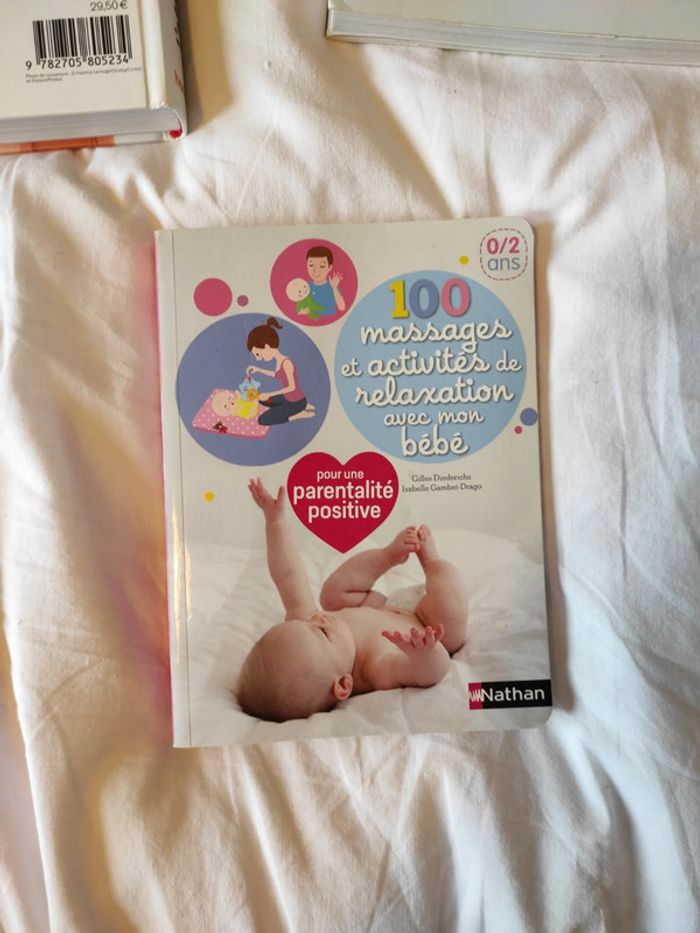 29,50 €
9 782705 805234
0/2
ans
100
massages
et activités de
relaxation
avec mon
bébé
pour une
parentalité
positive
Gilles Diederichs
Isabelle Gambet-Drago
Nathan